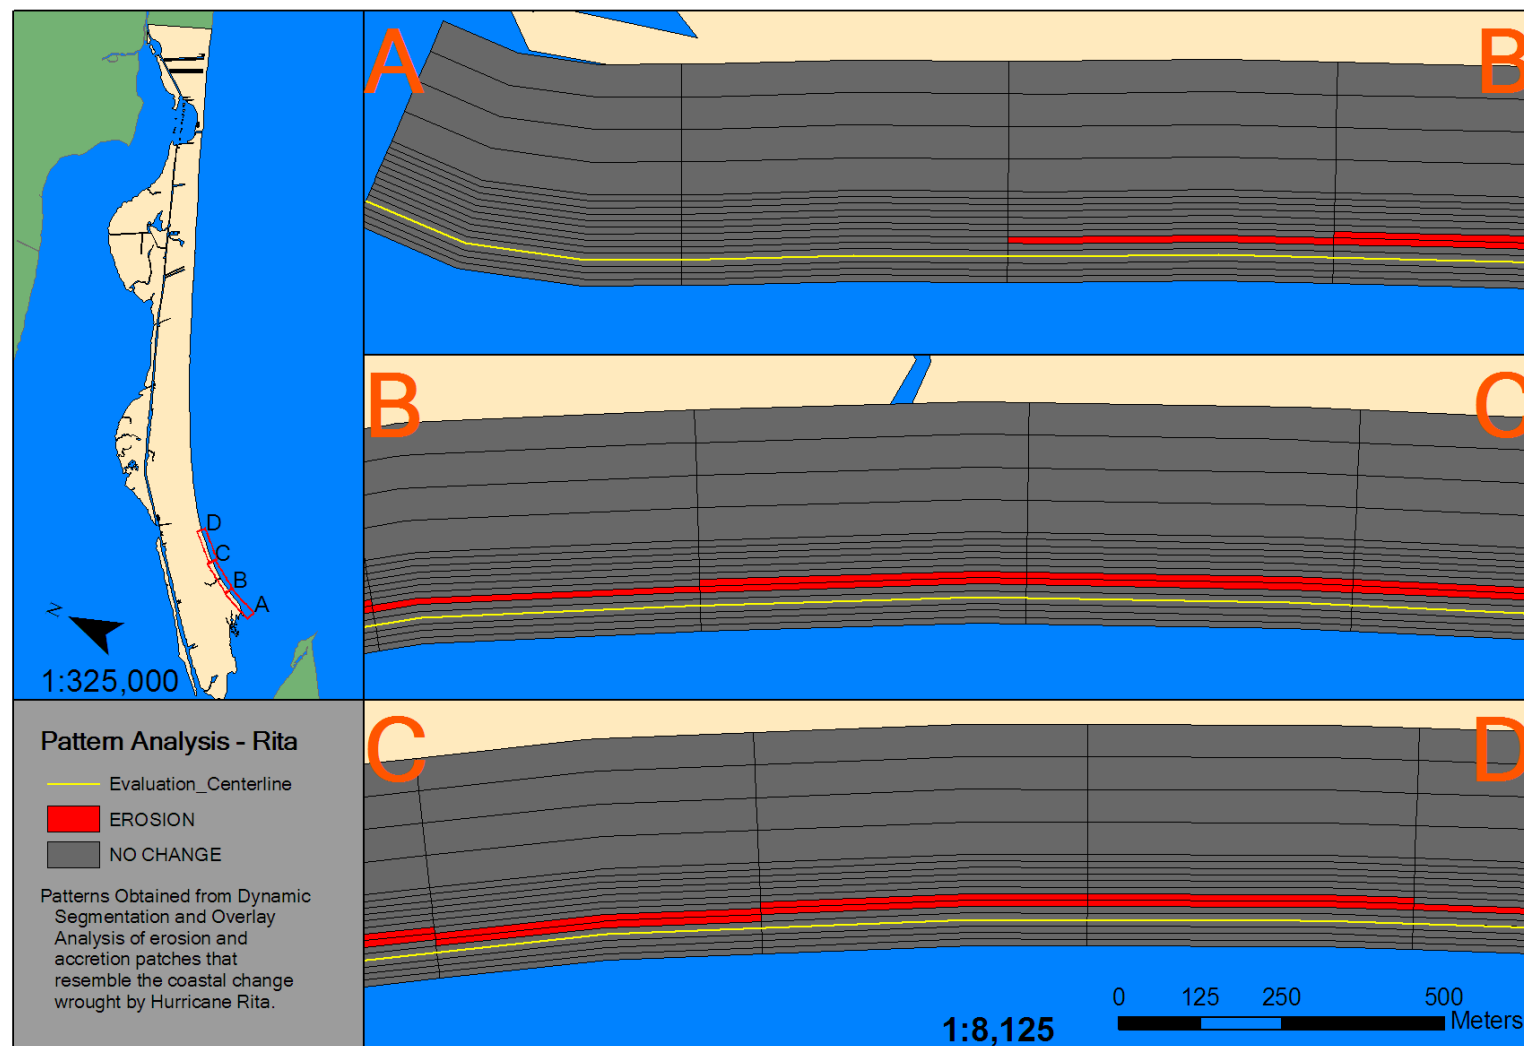 A
B
B
C
C
D
D
C
B
A
N
1:325,000
Pattern Analysis - Rita
Evaluation_Centerline
EROSION
NO CHANGE
Patterns Obtained from Dynamic
Segmentation and Overlay
Analysis of erosion and
accretion patches that
resemble the coastal change
wrought by Hurricane Rita.
0 125 250 500
Meters
1:8,125